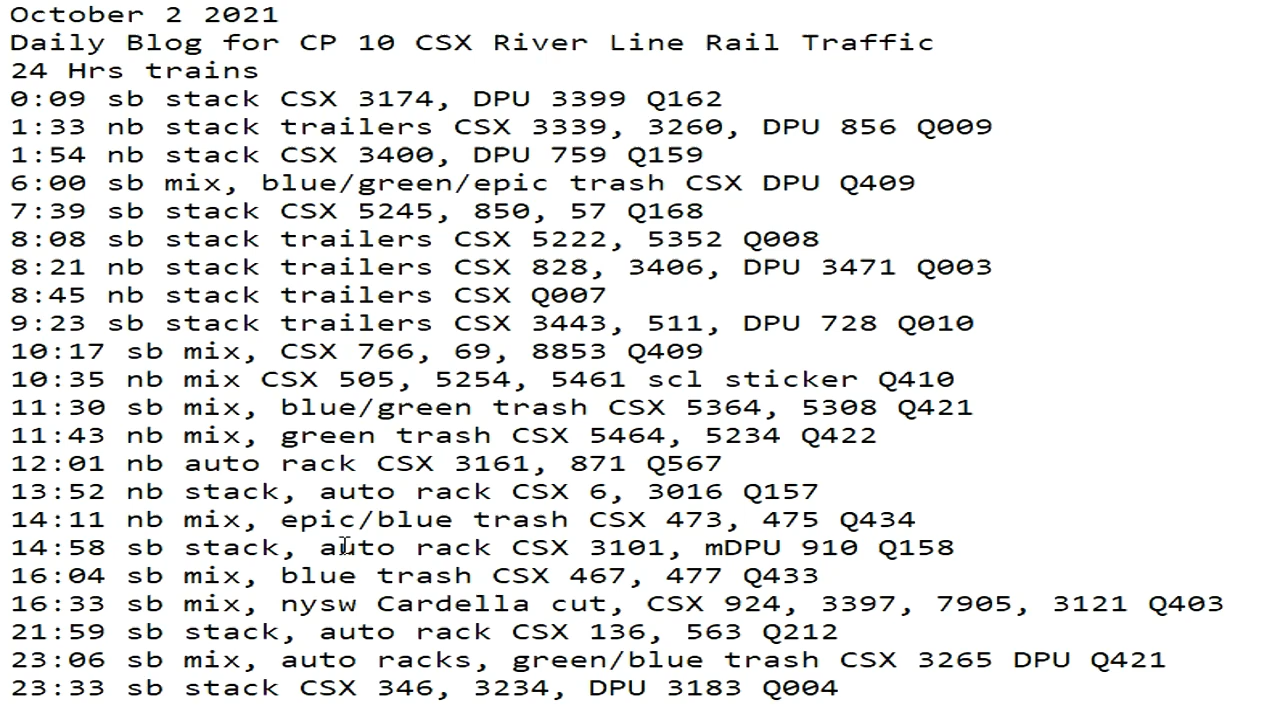 October 2 2021
Daily Blog for CP 10 CSX River Line Rail Traffic
24 Hrs trains
0:09 sb stack CSX 3174, DPU 3399 Q162
1:33 nb stack trailers CSX 3339, 3260, DPU 856 Q009
1:54 nb stack CSX 3400, DPU 759 Q159
6:00 sb mix, blue/green/epic trash CSX DPU Q409
7:39 sb stack CSX 5245, 850, 57 Q168
8:08 sb stack trailers CSX 5222, 5352 Q008
8:21 nb stack trailers CSX 828, 3406, DPU 3471 Q003
8:45 nb stack trailers CSX Q007
9:23 sb stack trailers CSX 3443, 511, DPU 728 Q010
10:17 sb mix, CSX 766, 69, 8853 Q409
10:35 nb mix CSX 505, 5254, 5461 scl sticker Q410
11:30 sb mix, blue/green trash CSX 5364, 5308 Q421
11:43 nb mix, green trash CSX 5464, 5234 Q422
12:01 nb auto rack CSX 3161, 871 Q567
13:52 nb stack, auto rack CSX 6, 3016 Q157
14:11 nb mix, epic/blue trash CSX 473, 475 Q434
14:58 sb stack, auto rack CSX 3101, mDPU 910 Q158
16:04 sb mix, blue trash CSX 467, 477 Q433
16:33 sb mix, nysw Cardella cut, CSX 924, 3397, 7905, 3121 Q403
21:59 sb stack, auto rack CSX 136, 563 Q212
23:06 sb mix, auto racks, green/blue trash CSX 3265 DPU Q421
23:33 sb stack CSX 346, 3234, DPU 3183 Q004